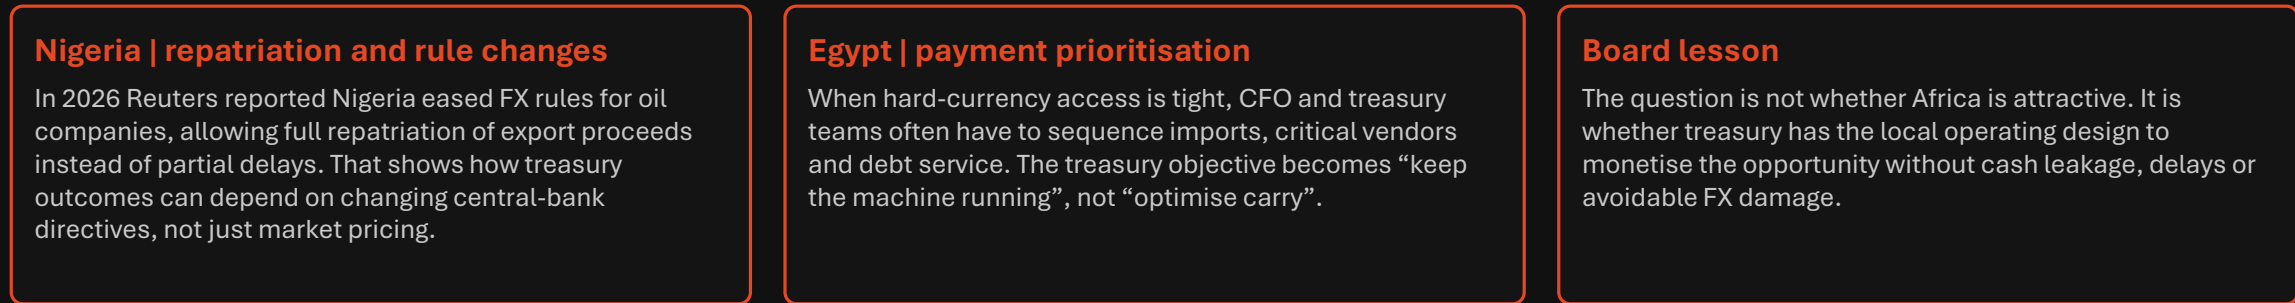 Nigeria | repatriation and rule changes
In 2026 Reuters reported Nigeria eased FX rules for oil
companies, allowing full repatriation of export proceeds
instead of partial delays. That shows how treasury
outcomes can depend on changing central-bank
directives, not just market pricing.
Egypt | payment prioritisation
When hard-currency access is tight, CFO and treasury
teams often have to sequence imports, critical vendors
and debt service. The treasury objective becomes “keep
the machine running”, not “optimise carry”.
Board lesson
The question is not whether Africa is attractive. It is
whether treasury has the local operating design to
monetise the opportunity without cash leakage, delays or
avoidable FX damage.